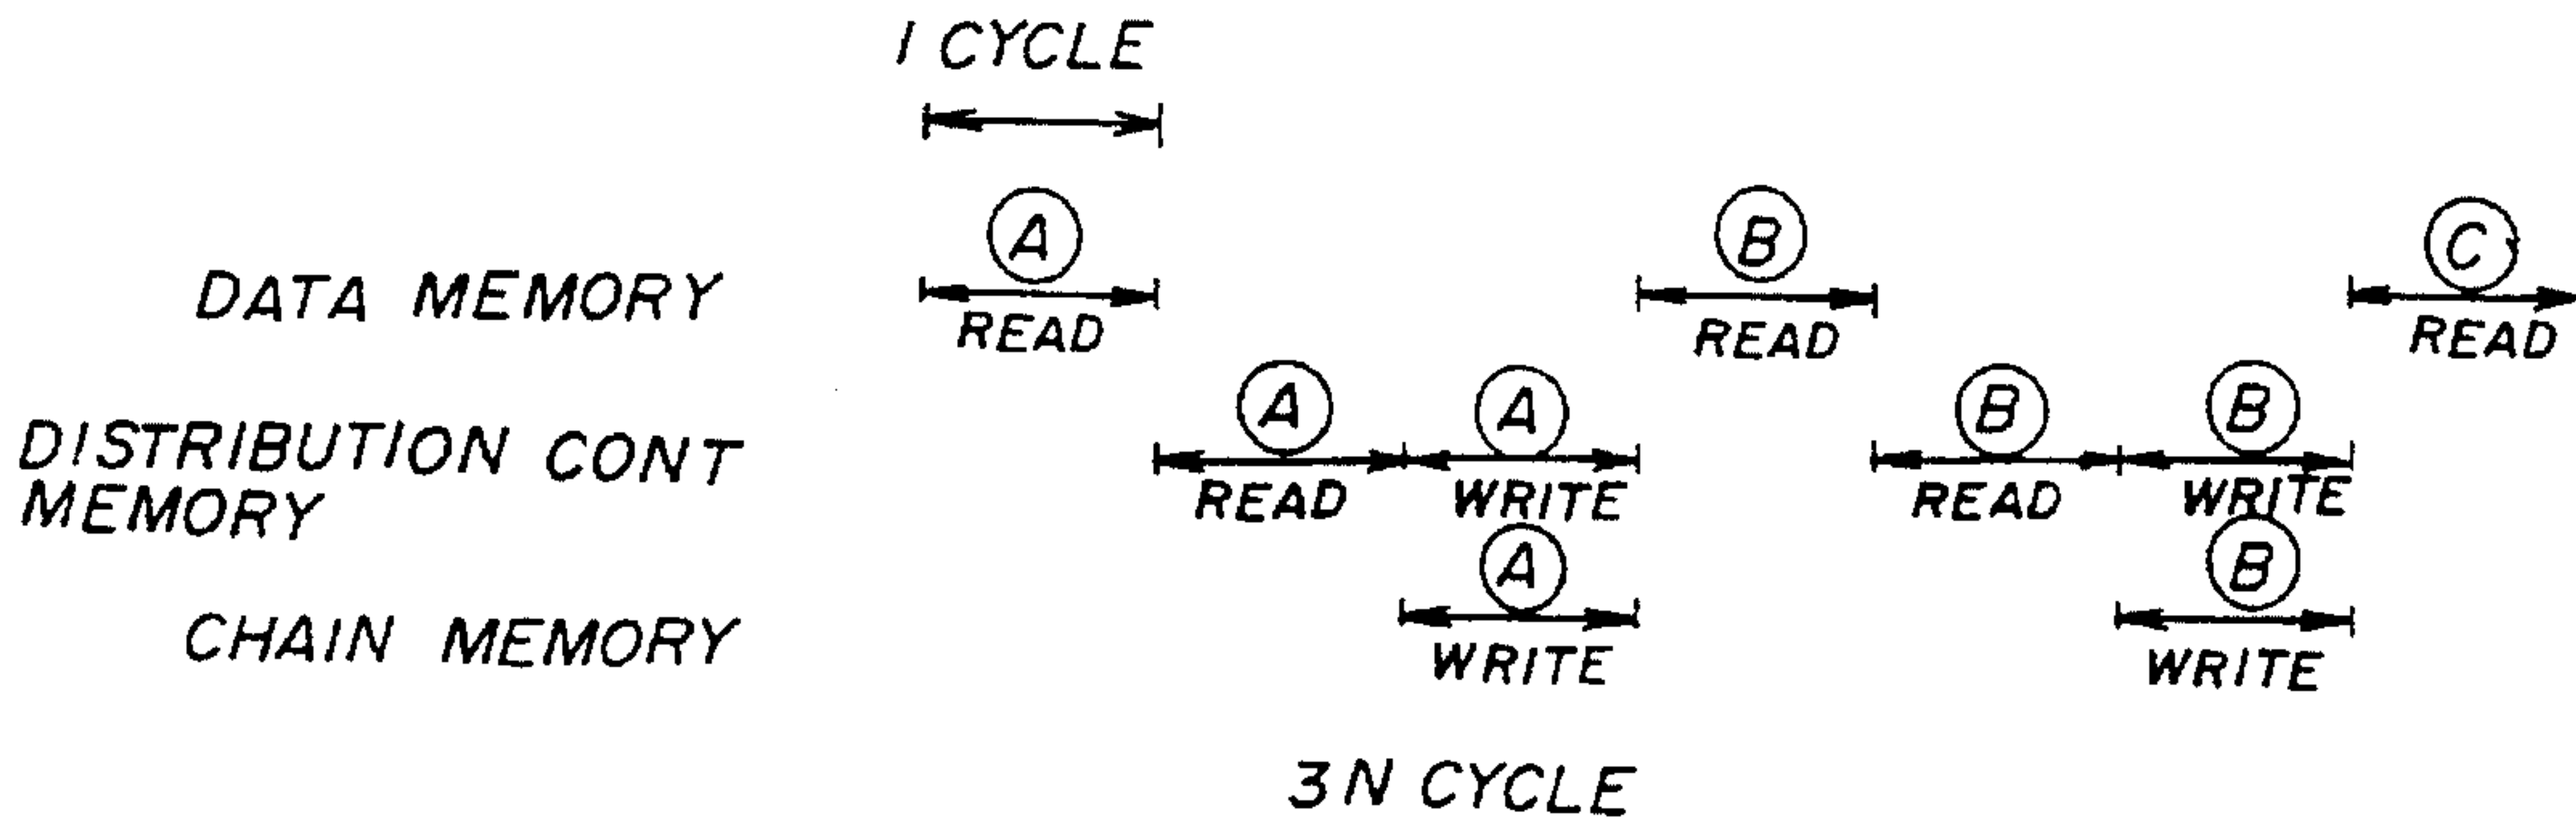 1 CYCLE
A B C
DATA MEMORY READ READ READ
A A B B
DISTRIBUTION CONT
MEMORY READ WRITE READ WRITE
A B
CHAIN MEMORY WRITE WRITE
3N CYCLE